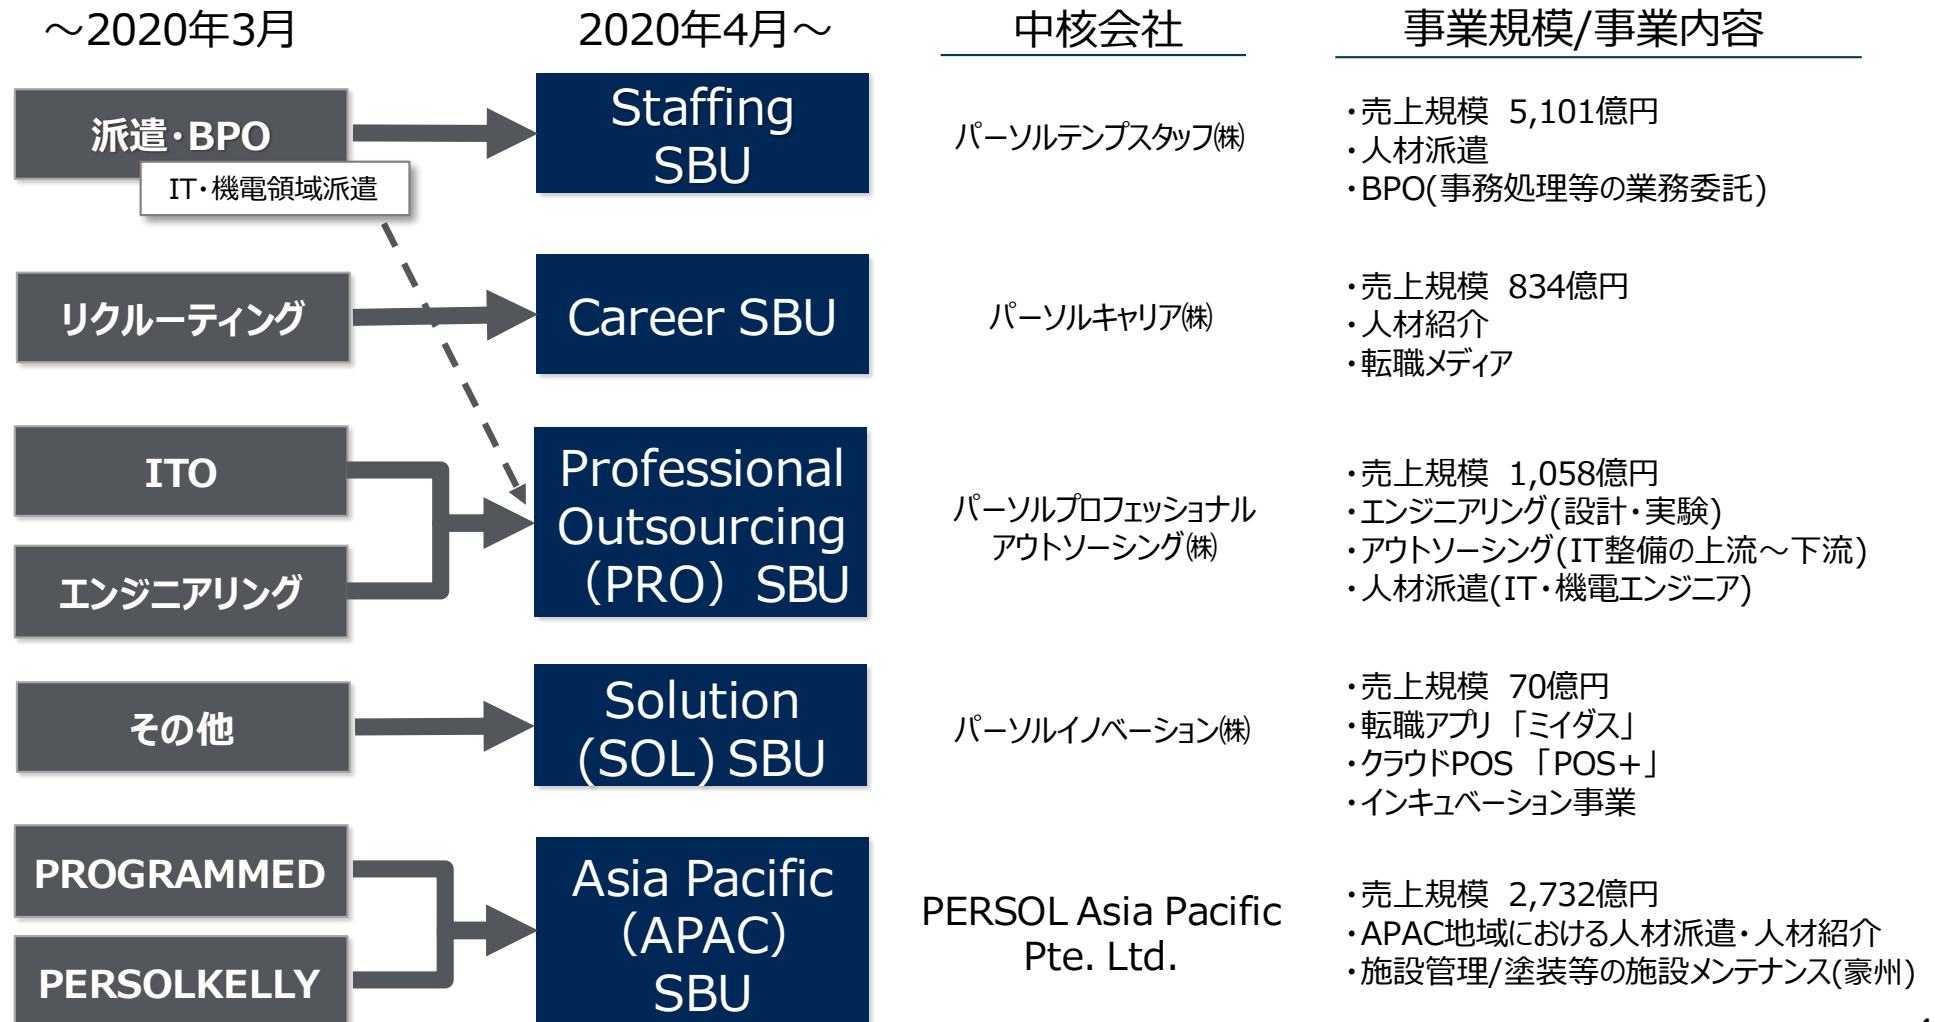 ～2020年3月
2020年4月～
中核会社
事業規模/事業内容
派遣・BPO
IT・機電領域派遣
Staffing
SBU
パーソルテンプスタッフ㈱
・売上規模 5,101億円
・人材派遣
・BPO(事務処理等の業務委託)
リクルーティング
Career SBU
パーソルキャリア㈱
・売上規模 834億円
・人材紹介
・転職メディア
ITO
エンジニアリング
Professional
Outsourcing
（PRO）SBU
パーソルプロフェッショナル
アウトソーシング㈱
・売上規模 1,058億円
・エンジニアリング(設計・実験)
・アウトソーシング(IT整備の上流～下流)
・人材派遣(IT・機電エンジニア)
その他
Solution
(SOL) SBU
パーソルイノベーション㈱
・売上規模 70億円
・転職アプリ「ミイダス」
・クラウドPOS「POS+」
・インキュベーション事業
PROGRAMMED
PERSOLKELLY
Asia Pacific
（APAC）
SBU
PERSOL Asia Pacific
Pte. Ltd.
・売上規模 2,732億円
・APAC地域における人材派遣・人材紹介
・施設管理/塗装等の施設メンテナンス(豪州)